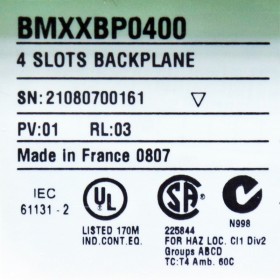 BMXXBP0400
4 SLOTS BACKPLANE
SN:21080700161
PV:01 RL:03
Made in France 0807
IEC
61131 - 2
UL
LISTED 170M
IND.CONT.EQ.
SA
225844
FOR HAZ LOC. Cl1 Div2
Groups ABCD
TC:T4 Amb. 60C
N998